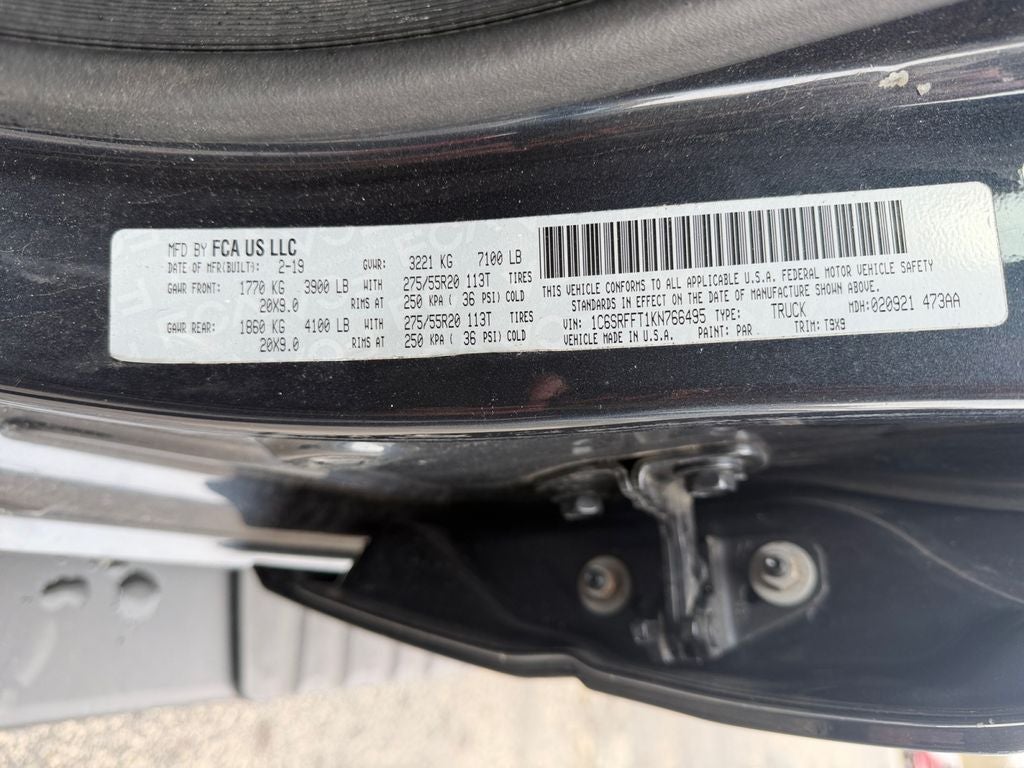 MFD BY FCA US LLC
DATE OF MFR(BUILT): 2-19 GVWR: 3221 KG 7100 LB
GAWR FRONT: 1770 KG 3900 LB WITH 275/55R20 113T TIRES
20X9.0 RIMS AT 250 KPA ( 36 PSI) COLD
GAWR REAR: 1860 KG 4100 LB WITH 275/55R20 113T TIRES
20X9.0 RIMS AT 250 KPA ( 36 PSI) COLD
THIS VEHICLE CONFORMS TO ALL APPLICABLE U.S.A. FEDERAL MOTOR VEHICLE SAFETY
STANDARDS IN EFFECT ON THE DATE OF MANUFACTURE SHOWN ABOVE.
VIN: 1C6SRFFT1KN766495 TYPE: TRUCK MDH: 020921 473AA
VEHICLE MADE IN U.S.A. PAINT: PAR TRIM: T9X9